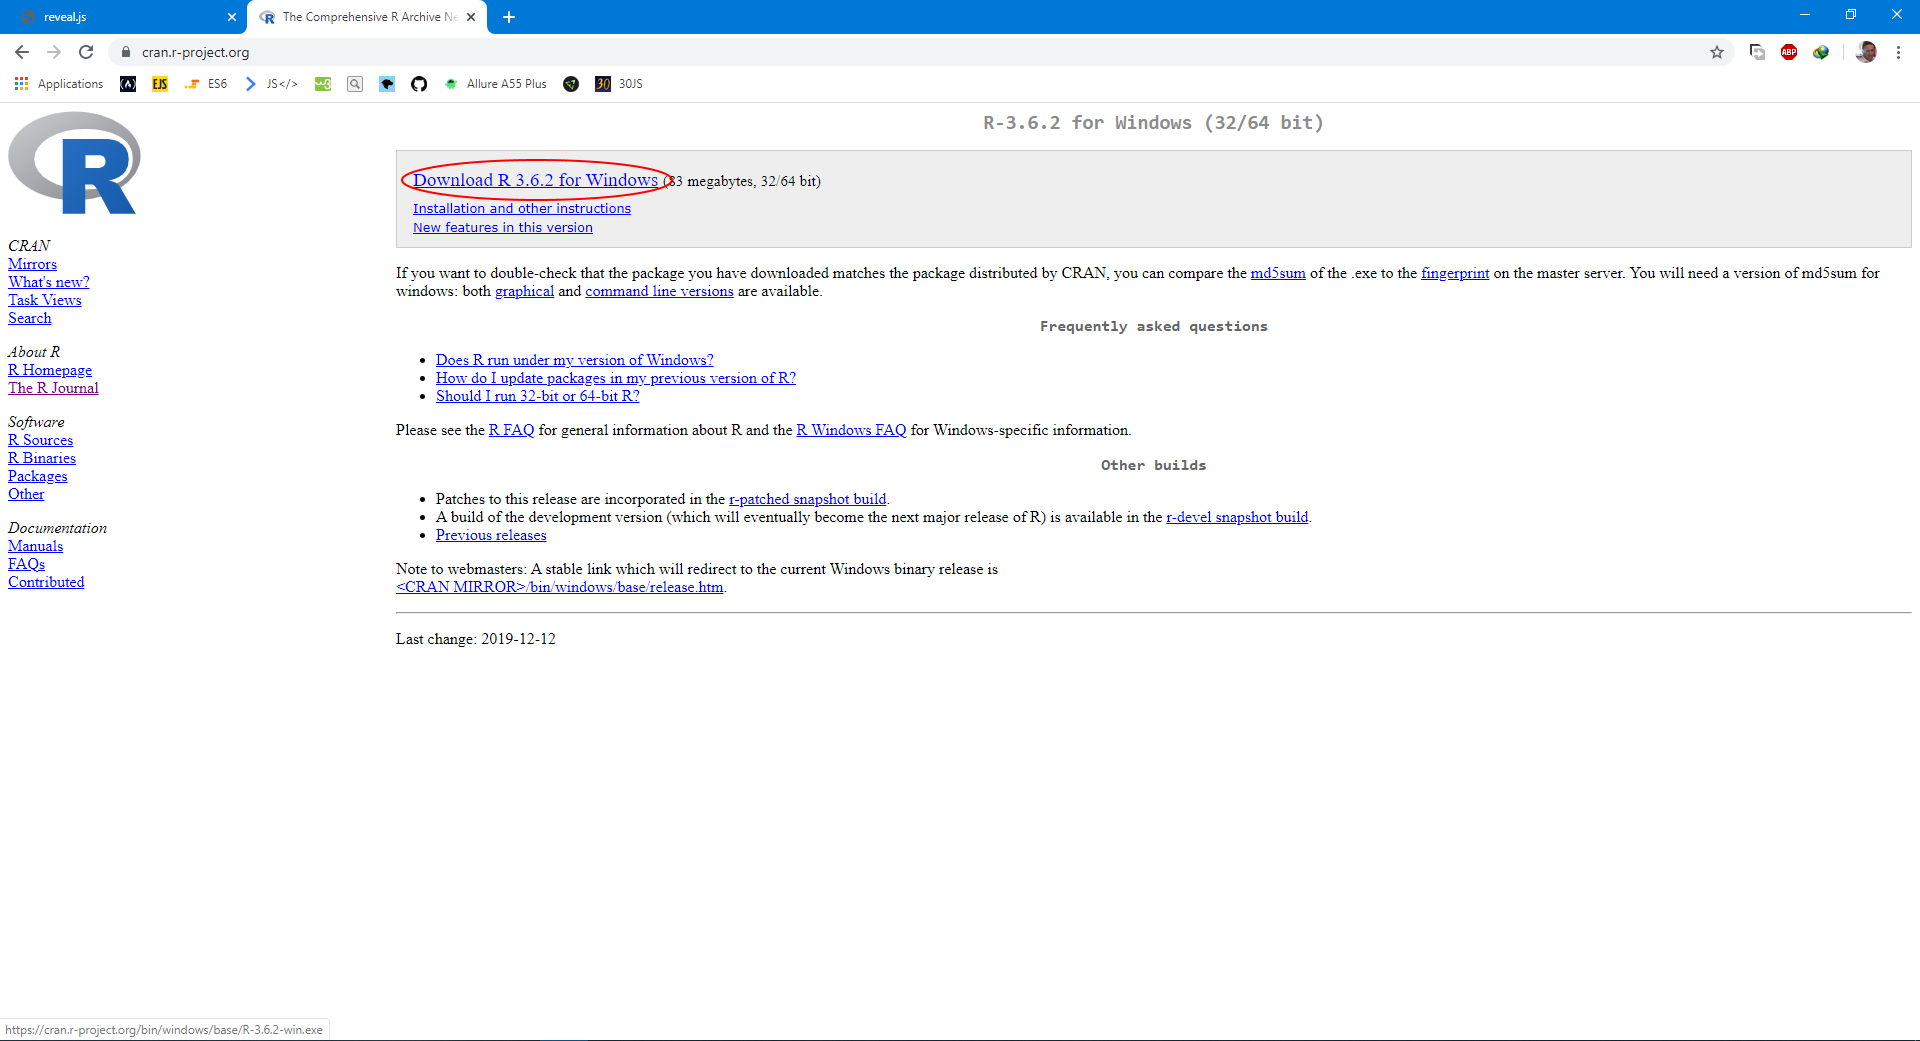 reveal.js
The Comprehensive R Archive Ne
cran.r-project.org
ABP
Applications
(A)
EJS
ES6
JS</>
w3
Allure A55 Plus
30
30JS
R
R-3.6.2 for Windows (32/64 bit)
Download R 3.6.2 for Windows (83 megabytes, 32/64 bit)
Installation and other instructions
New features in this version
CRAN
Mirrors
What's new?
Task Views
Search
About R
R Homepage
The R Journal
Software
R Sources
R Binaries
Packages
Other
Documentation
Manuals
FAQs
Contributed
If you want to double-check that the package you have downloaded matches the package distributed by CRAN, you can compare the md5sum of the .exe to the fingerprint on the master server. You will need a version of md5sum for
windows: both graphical and command line versions are available.
Frequently asked questions
Does R run under my version of Windows?
How do I update packages in my previous version of R?
Should I run 32-bit or 64-bit R?
Please see the R FAQ for general information about R and the R Windows FAQ for Windows-specific information.
Other builds
Patches to this release are incorporated in the r-patched snapshot build.
A build of the development version (which will eventually become the next major release of R) is available in the r-devel snapshot build.
Previous releases
Note to webmasters: A stable link which will redirect to the current Windows binary release is
<CRAN MIRROR>/bin/windows/base/release.htm.
Last change: 2019-12-12
https://cran.r-project.org/bin/windows/base/R-3.6.2-win.exe